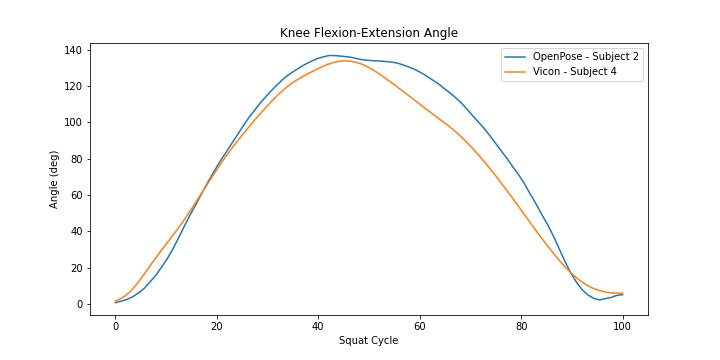 Knee Flexion-Extension Angle
OpenPose - Subject 2
Vicon - Subject 4
Angle (deg)
140
120
100
80
60
40
20
0
0 20 40 60 80 100
Squat Cycle